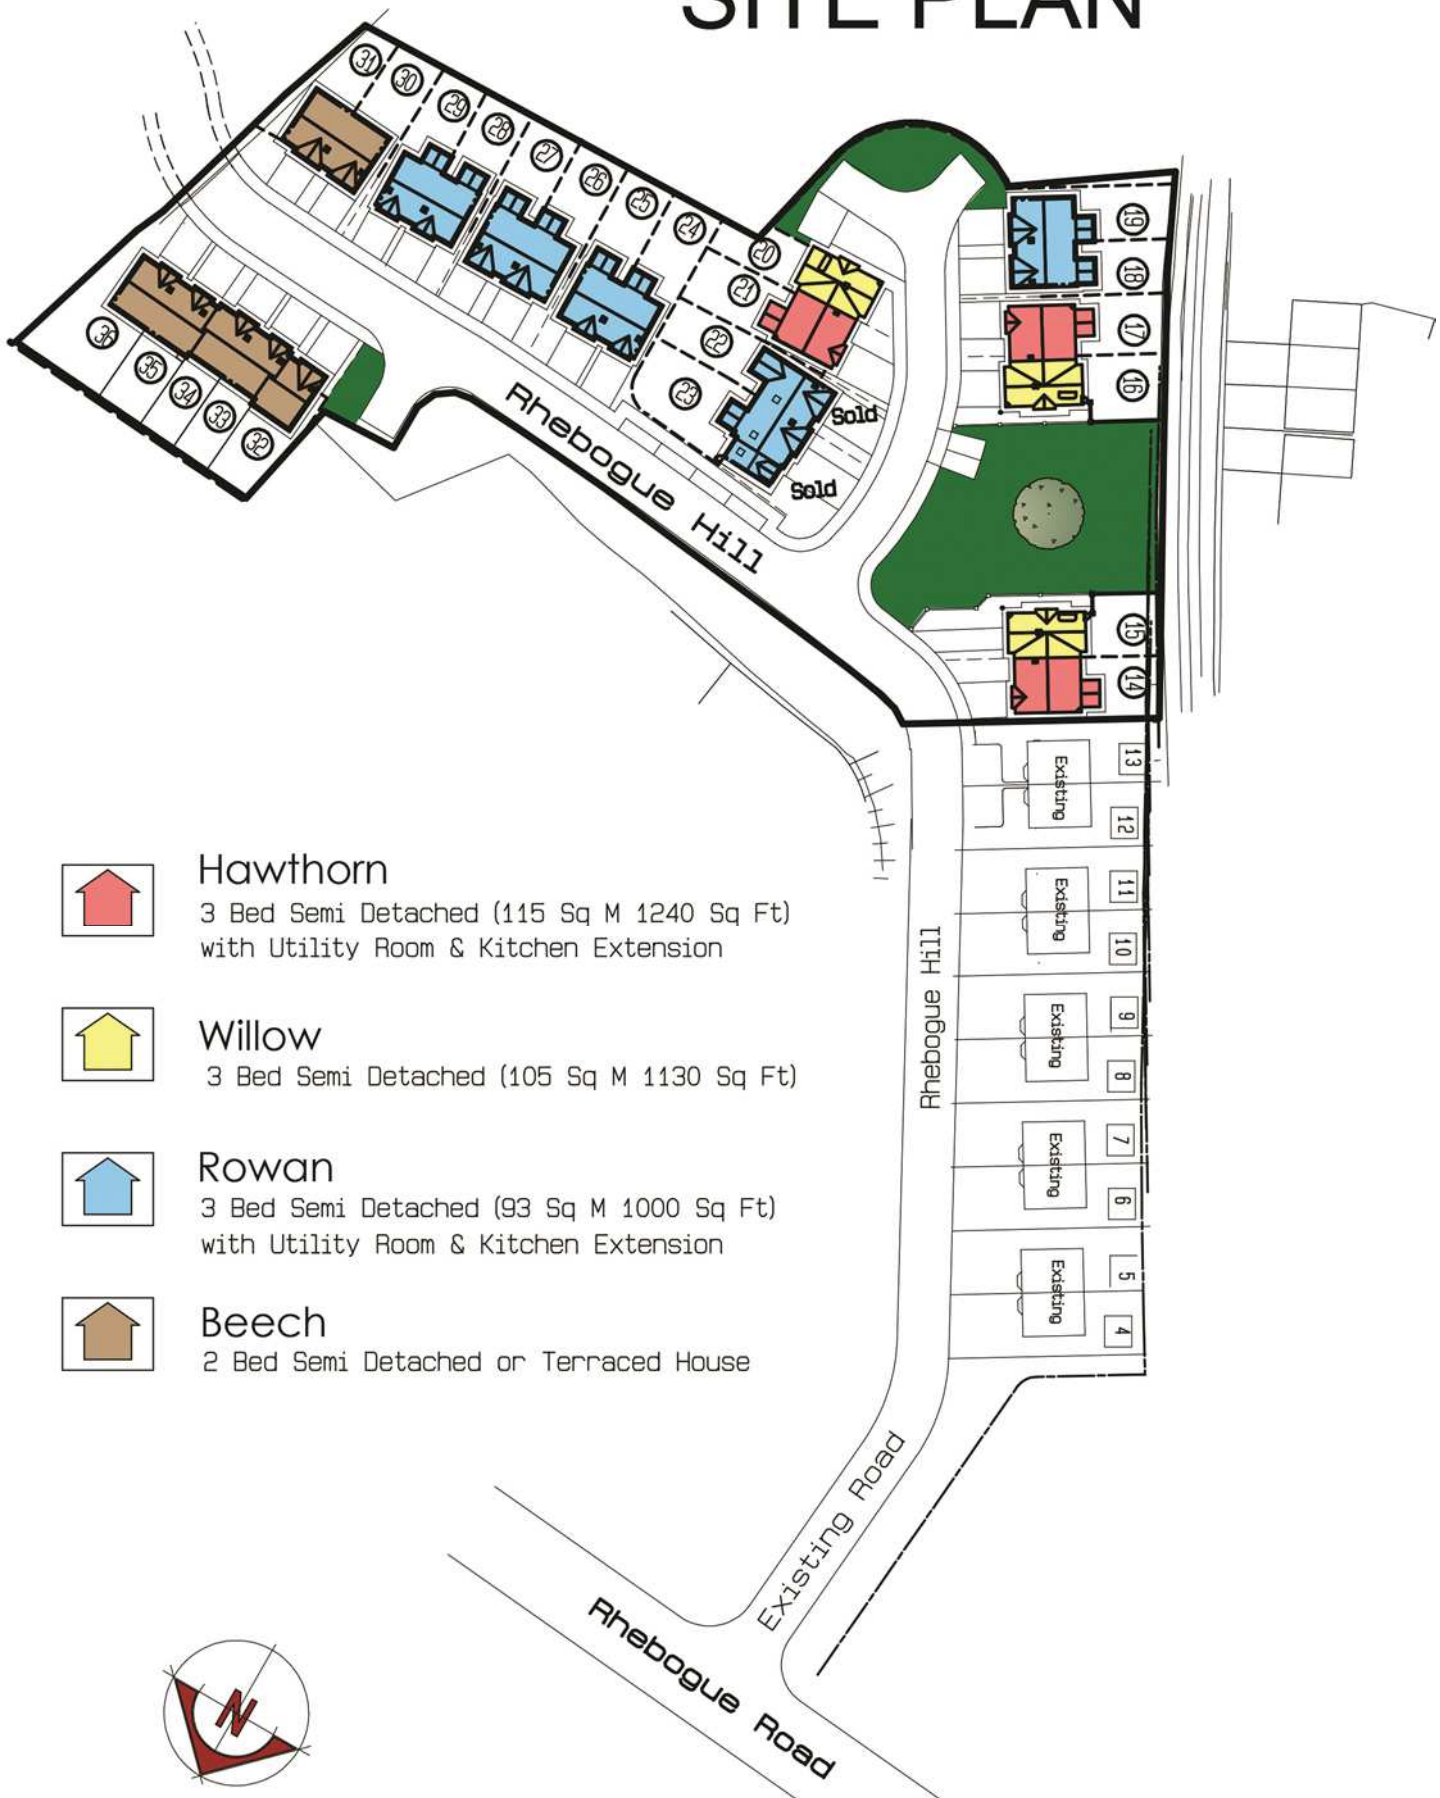 SITE PLAN
31
30
29
28
27
26
25
24
20
21
22
23
19
18
17
16
36
35
34
33
32
Sold
Sold
Rhebogue Hill
15
14
13
Existing
12
11
Existing
10
9
Existing
8
7
Existing
6
5
Existing
4
Rhebogue Hill
Hawthorn
3 Bed Semi Detached (115 Sq M 1240 Sq Ft)
with Utility Room & Kitchen Extension
Willow
3 Bed Semi Detached (105 Sq M 1130 Sq Ft)
Rowan
3 Bed Semi Detached (93 Sq M 1000 Sq Ft)
with Utility Room & Kitchen Extension
Beech
2 Bed Semi Detached or Terraced House
Existing Road
Rhebogue Road
N